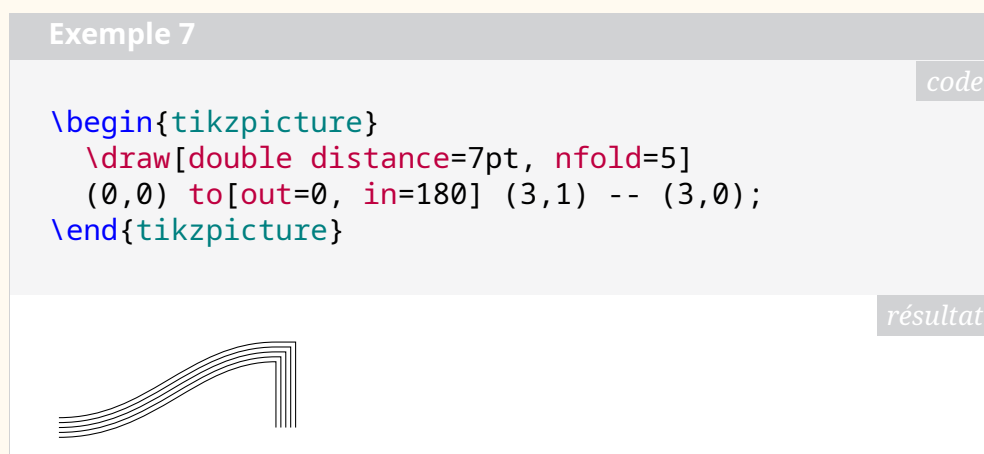 Exemple 7
code
\begin{tikzpicture}
  \draw[double distance=7pt, nfold=5]
  (0,0) to[out=0, in=180] (3,1) -- (3,0);
\end{tikzpicture}
résultat